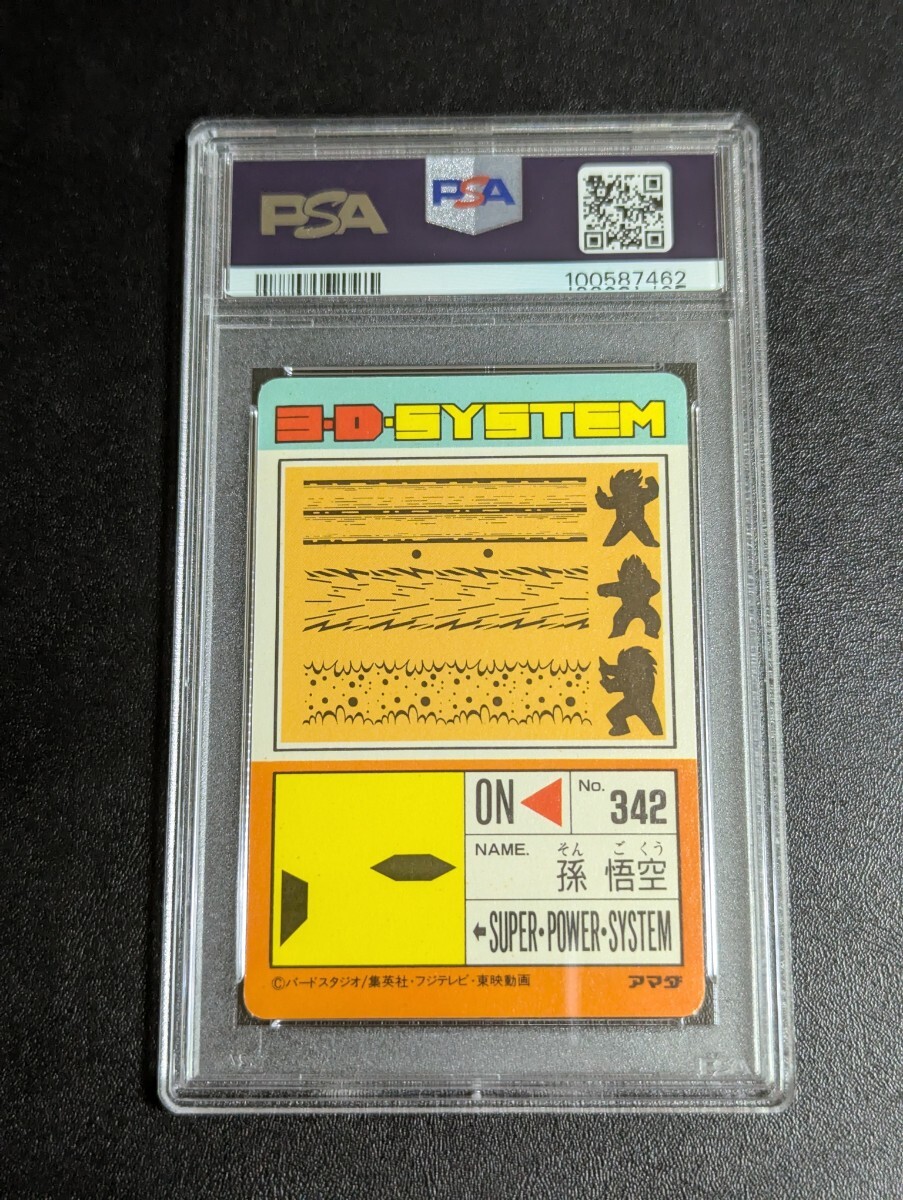 PSA PSA
100587462
3·D·SYSTEM
ON No. 342
NAME. 孫悟空
そんごくう
SUPER·POWER·SYSTEM
©バードスタジオ/集英社・フジテレビ・東映動画 アマダ